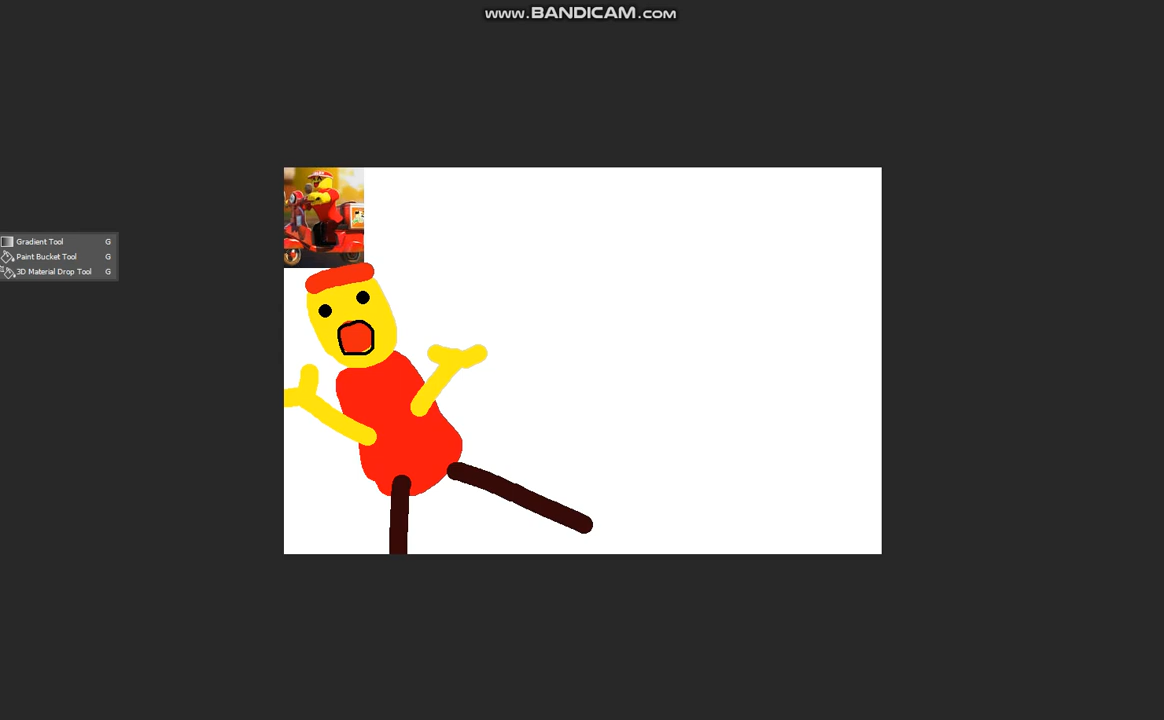 www.BANDICAM.com
Gradient Tool G
Paint Bucket Tool G
3D Material Drop Tool G